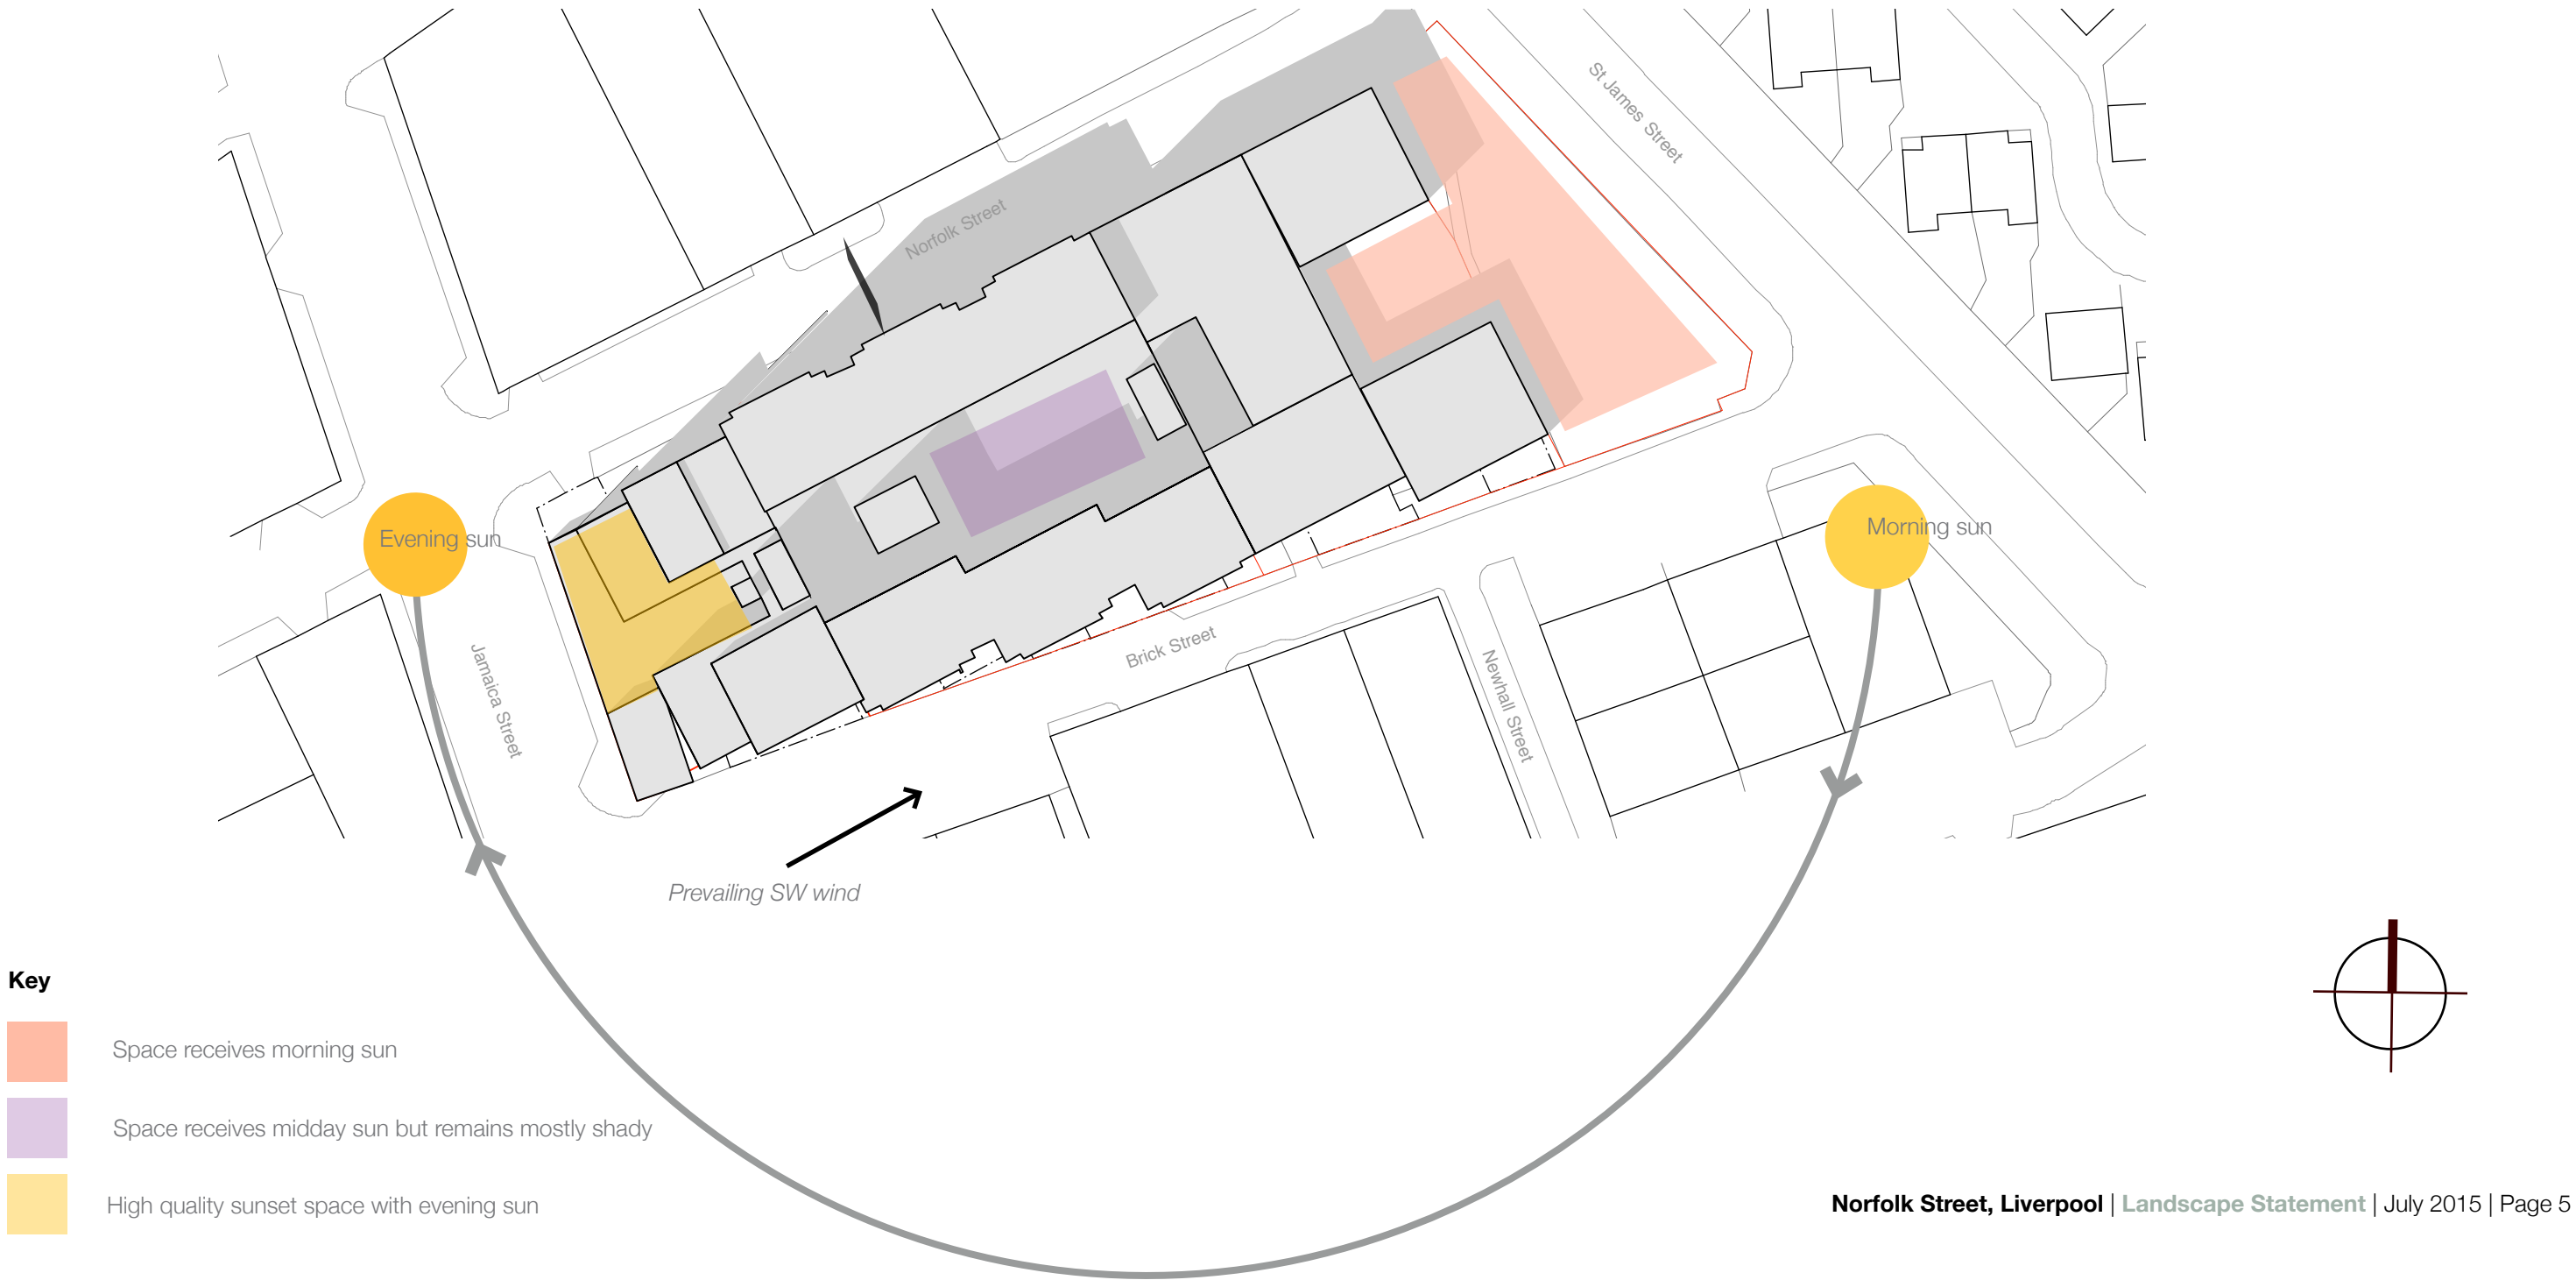 St James Street
Norfolk Street
Evening sun
Morning sun
Jamaica Street
Brick Street
Newhall Street
Prevailing SW wind
Key
Space receives morning sun
Space receives midday sun but remains mostly shady
High quality sunset space with evening sun
Norfolk Street, Liverpool | Landscape Statement | July 2015 | Page 5